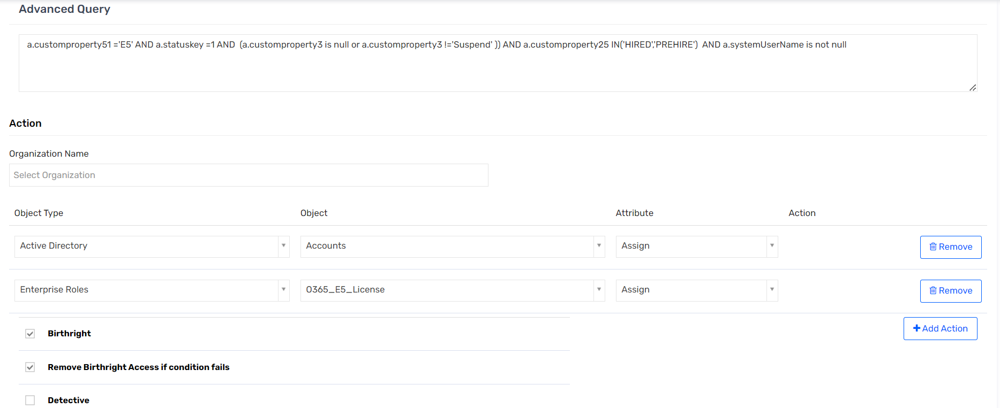 Advanced Query
a.customproperty51 ='E5' AND a.statuskey =1 AND  (a.customproperty3 is null or a.customproperty3 !='Suspend' )) AND a.customproperty25 IN('HIRED','PREHIRE')  AND a.systemUserName is not null
Action
Organization Name
Select Organization
Object Type Object Attribute Action
Active Directory Accounts Assign Remove
Enterprise Roles O365_E5_License Assign Remove
Birthright Add Action
Remove Birthright Access if condition fails
Detective